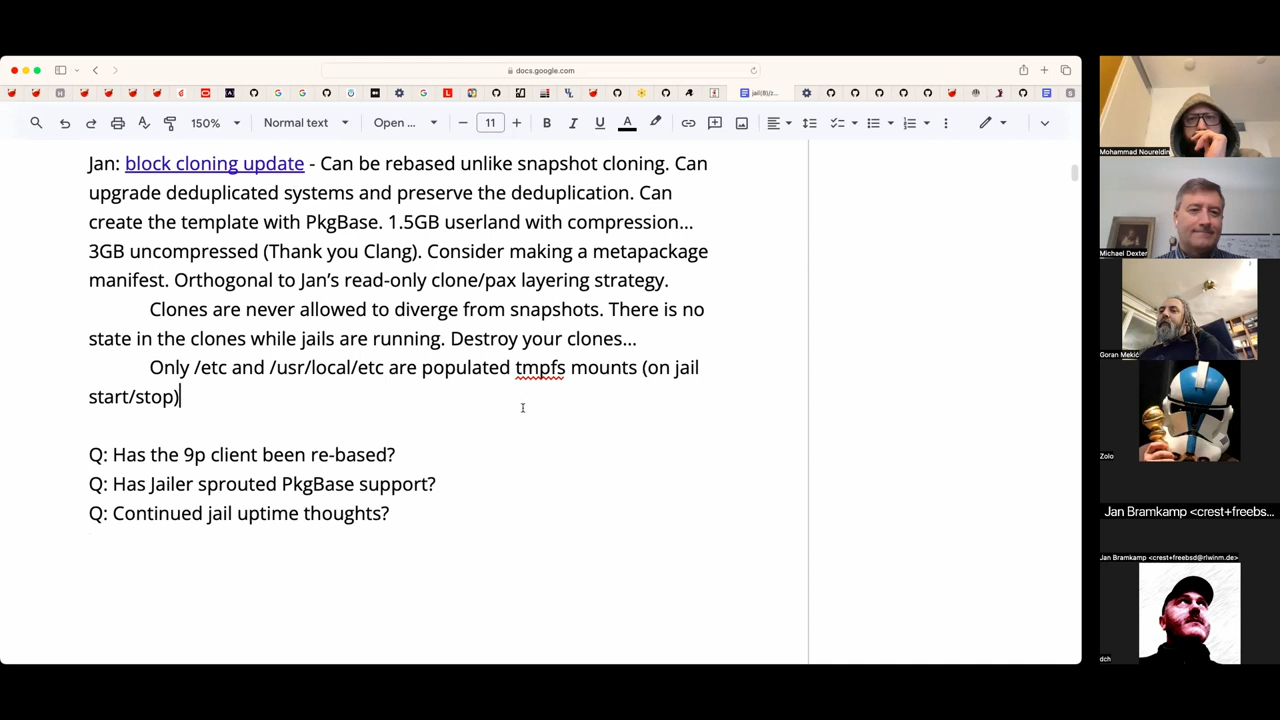 docs.google.com
jail(8)/z...
150%
Normal text
Open ...
11
B
I
U
A
Jan: block cloning update - Can be rebased unlike snapshot cloning. Can
upgrade deduplicated systems and preserve the deduplication. Can
create the template with PkgBase. 1.5GB userland with compression...
3GB uncompressed (Thank you Clang). Consider making a metapackage
manifest. Orthogonal to Jan's read-only clone/pax layering strategy.
Clones are never allowed to diverge from snapshots. There is no
state in the clones while jails are running. Destroy your clones...
Only /etc and /usr/local/etc are populated tmpfs mounts (on jail
start/stop)
Q: Has the 9p client been re-based?
Q: Has Jailer sprouted PkgBase support?
Q: Continued jail uptime thoughts?
Mohammad Noureldin
Michael Dexter
Goran Mekić
Zolo
Jan Bramkamp <crest+freebs...
Jan Bramkamp <crest+freebsd@rlwinm.de>
dch